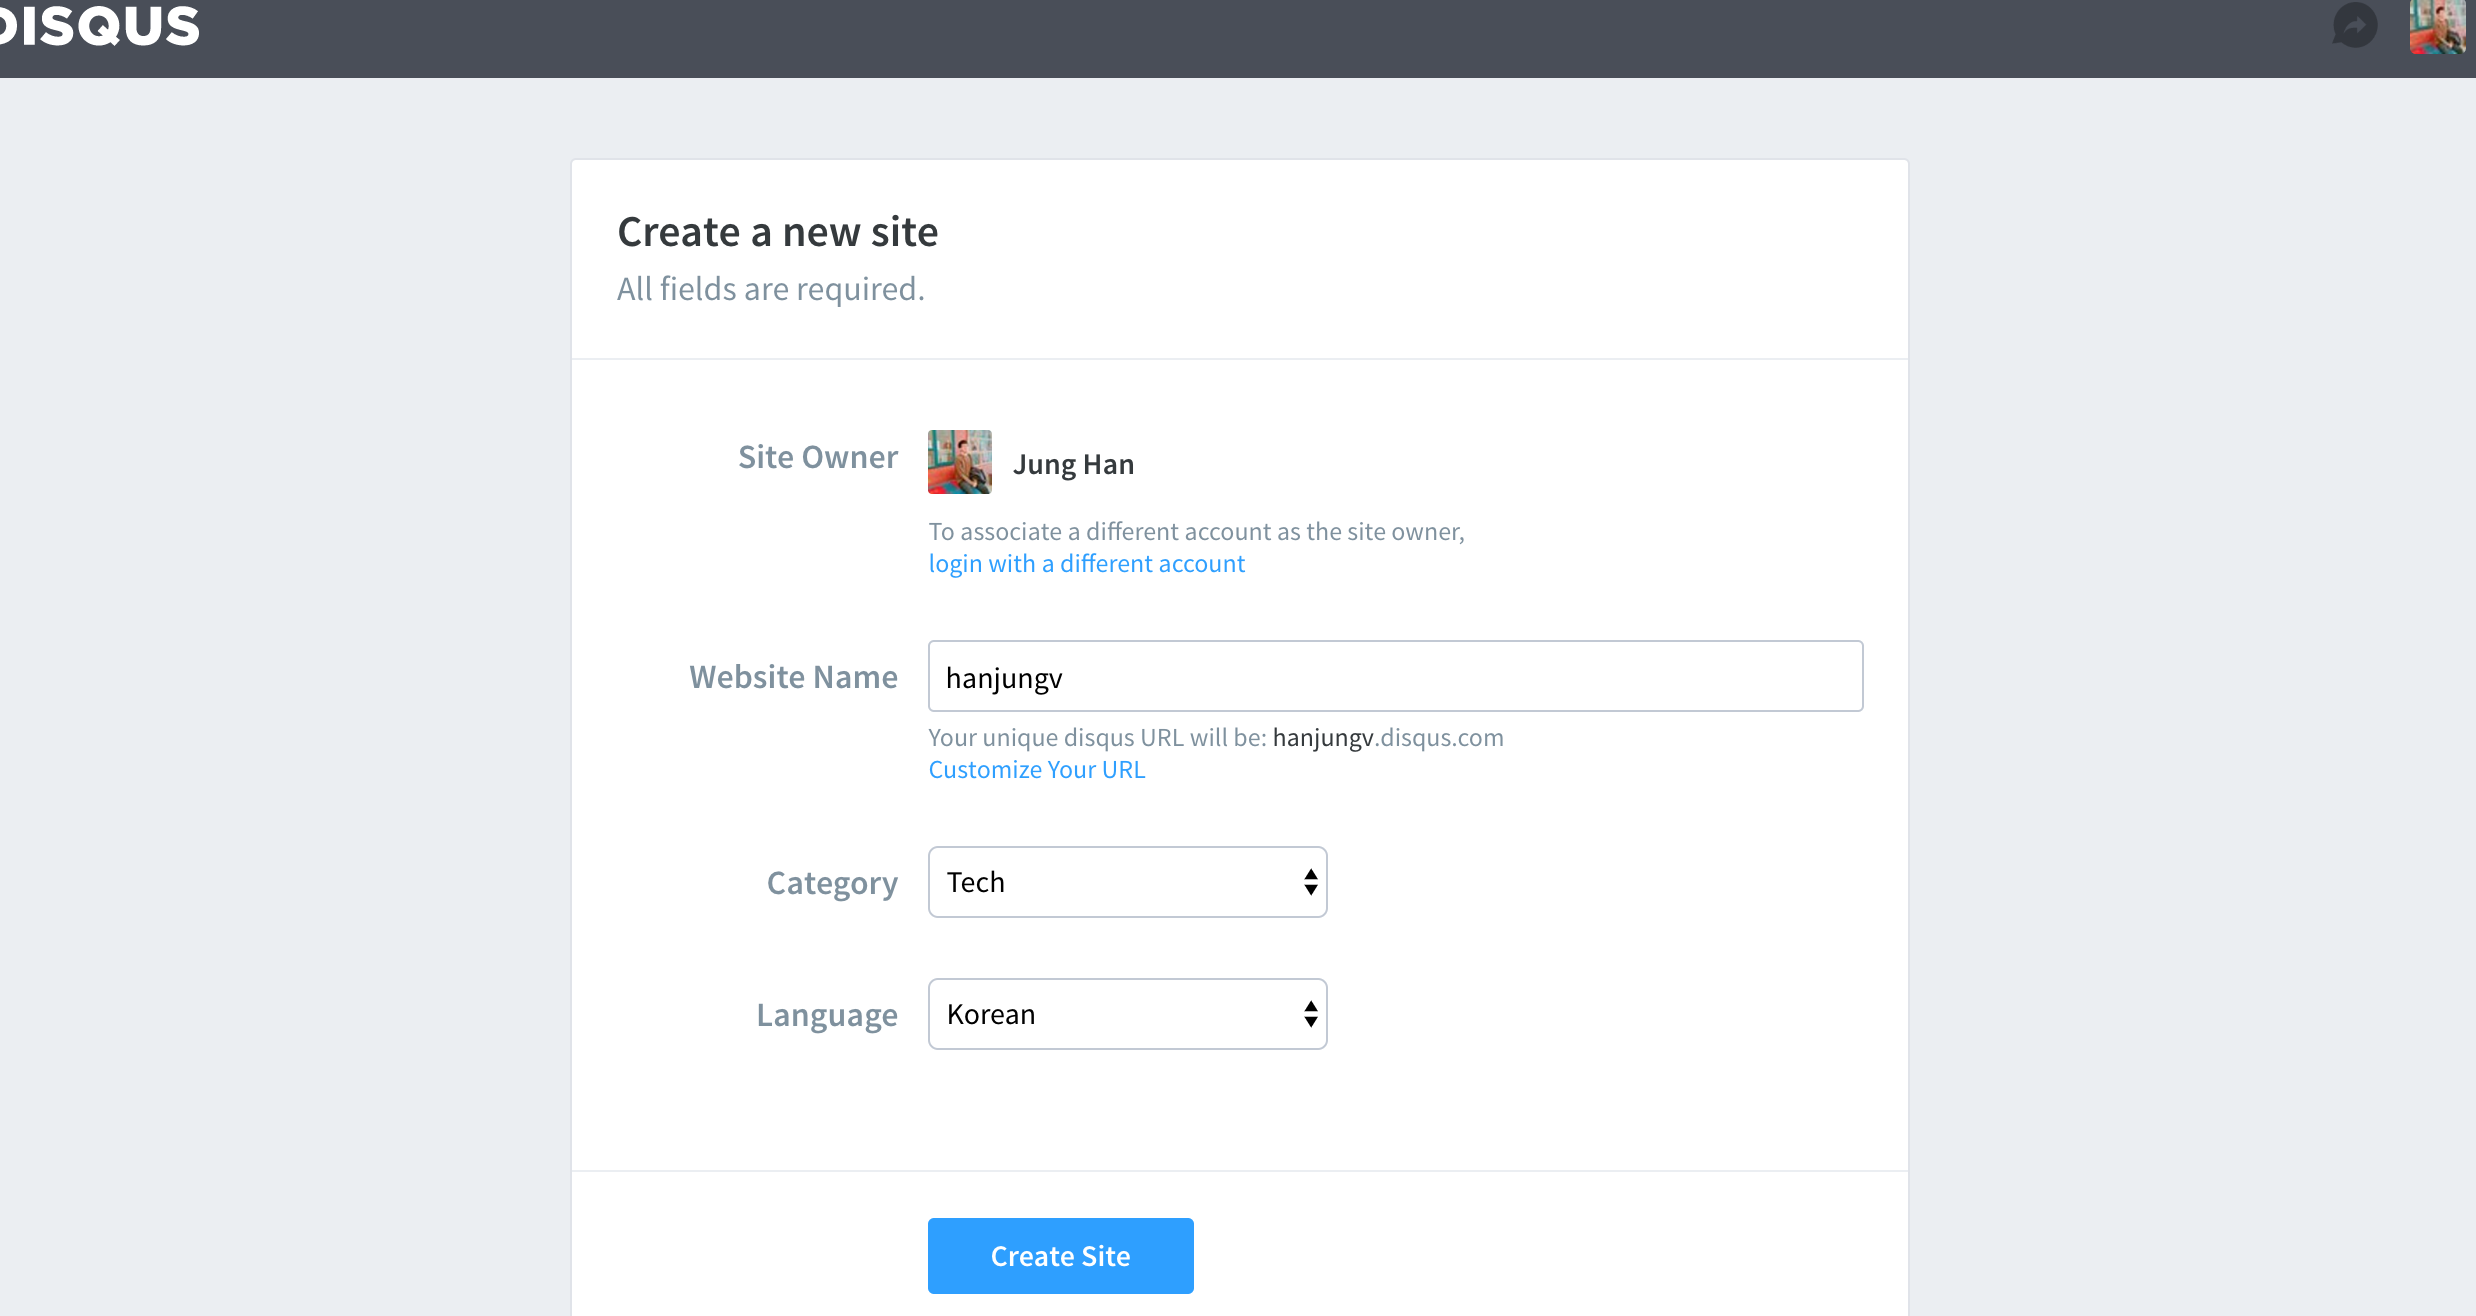 DISQUS
Create a new site
All fields are required.
Site Owner
Jung Han
To associate a different account as the site owner,
login with a different account
Website Name
hanjungv
Your unique disqus URL will be: hanjungv.disqus.com
Customize Your URL
Category
Tech
Language
Korean
Create Site